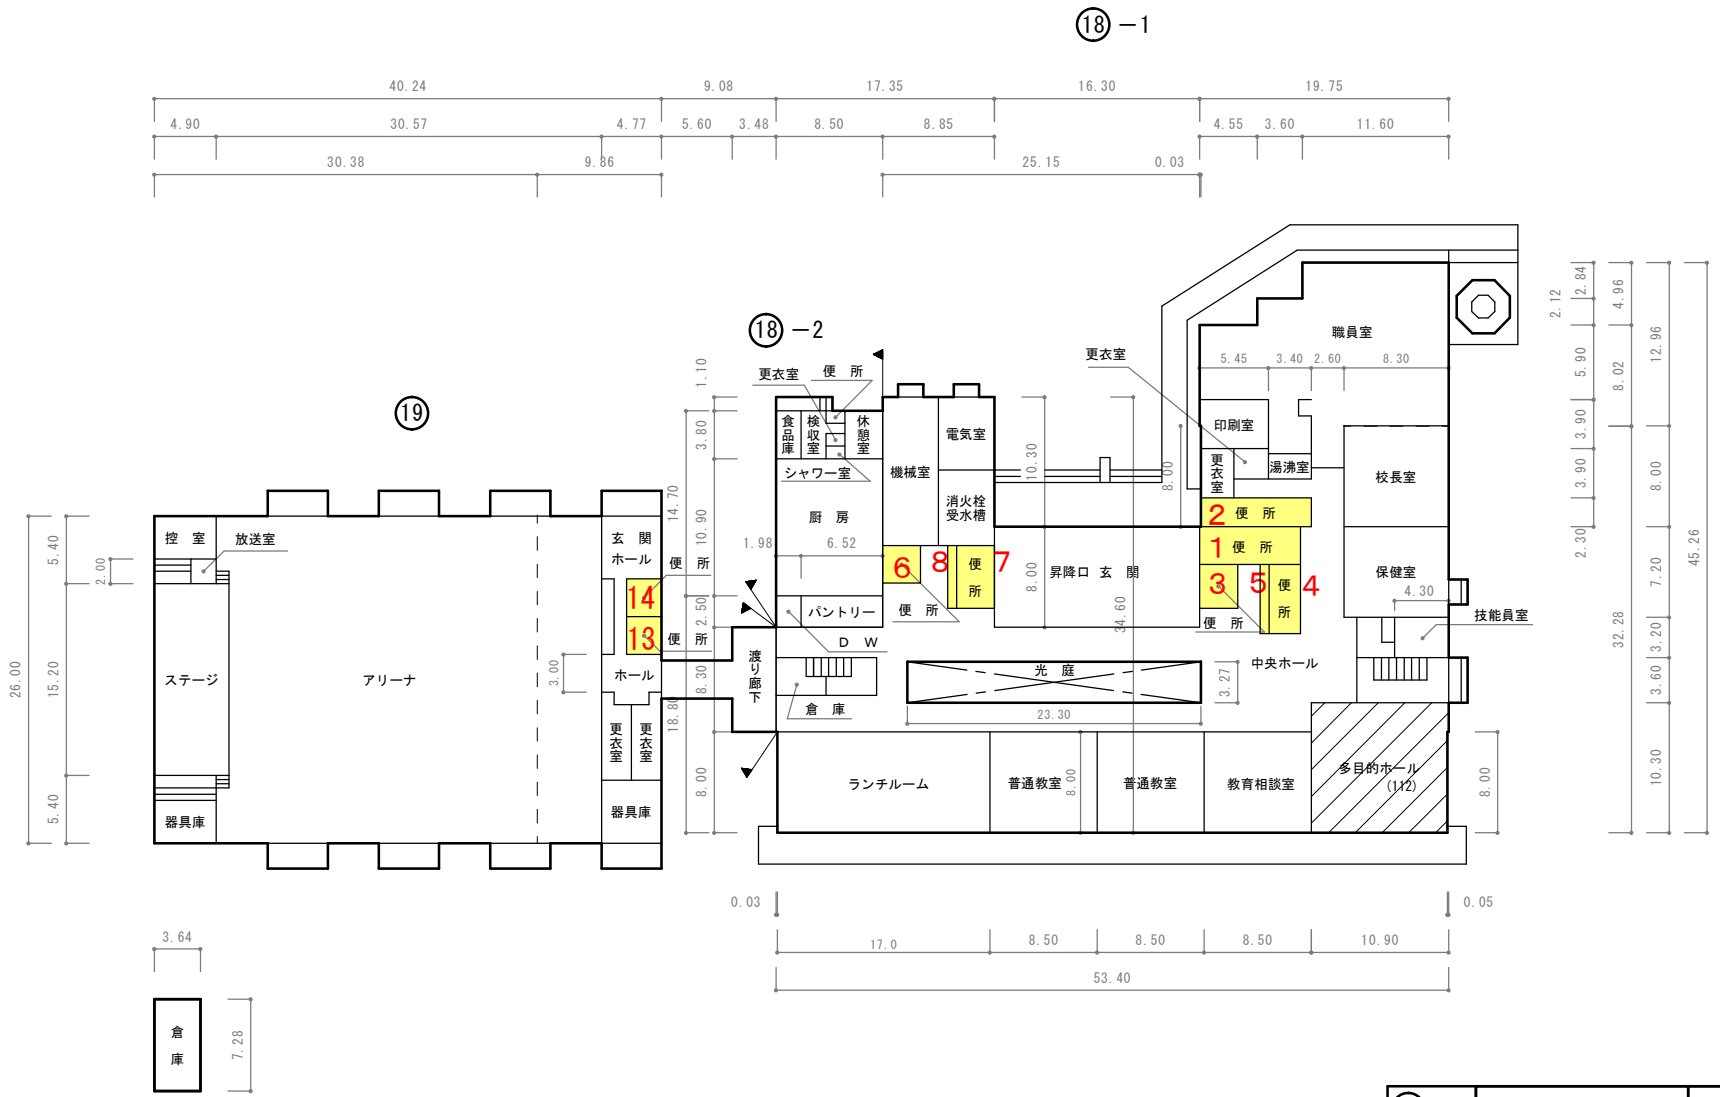 ⑱－1
40.24 9.08 17.35 16.30 19.75
4.90 30.57 4.77 5.60 3.48 8.50 8.85 4.55 3.60 11.60
30.38 9.86 25.15 0.03
⑱－2
⑲
1.10
3.80
14.70
10.90
2.50
8.30
18.80
8.00
更衣室
便 所
食品庫
検収室
休憩室
シャワー室
電気室
機械室
消火栓
受水槽
厨 房
1.98 6.52
パントリー
D W
6
8
便所
7
便 所
10.30
8.00
8.00
34.60
昇降口 玄 関
更衣室
職員室
5.45 3.40 2.60 8.30
印刷室
更衣室
湯沸室
校長室
2 便 所
1 便 所
3
5
便所
4
便 所
保健室
4.30
技能員室
中央ホール
光 庭
3.27
23.30
渡り廊下
倉 庫
ランチルーム
普通教室
8.00
普通教室
教育相談室
多目的ホール
(112)
8.00
2.84
2.12
5.90
3.90
3.90
2.30
4.96
8.02
32.28
12.96
8.00
7.20
3.20
3.60
10.30
45.26
控 室
放送室
玄 関
ホール
便 所
14
13
便 所
ホール
3.00
ステージ
アリーナ
更衣室
更衣室
器具庫
器具庫
5.40
2.00
15.20
5.40
26.00
0.03
0.05
17.0 8.50 8.50 8.50 10.90
53.40
3.64
倉庫
7.28